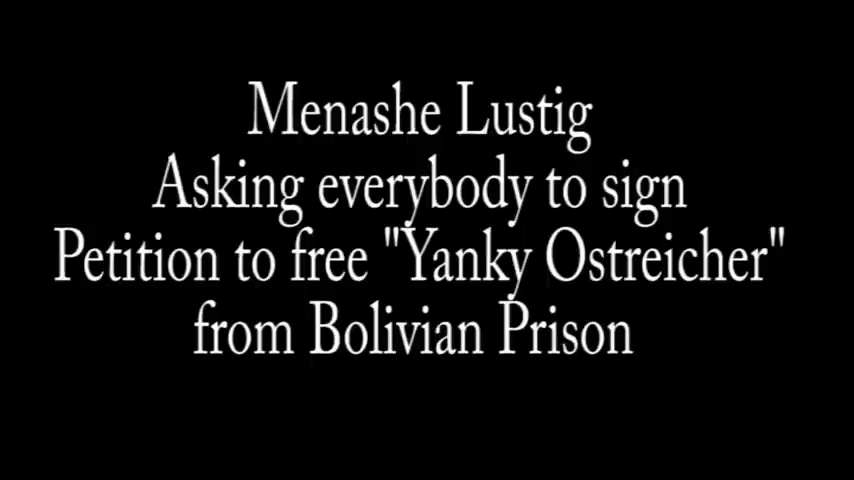 Menashe Lustig
Asking everybody to sign
Petition to free "Yanky Ostreicher"
from Bolivian Prison